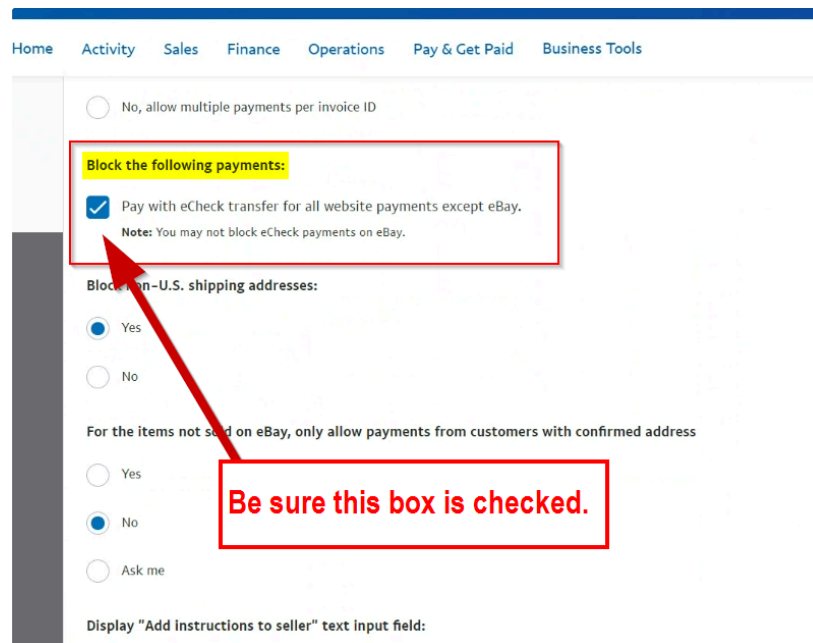 Home Activity Sales Finance Operations Pay & Get Paid Business Tools
No, allow multiple payments per invoice ID
Block the following payments:
Pay with eCheck transfer for all website payments except eBay.
Note: You may not block eCheck payments on eBay.
Block non-U.S. shipping addresses:
Yes
No
For the items not sold on eBay, only allow payments from customers with confirmed address
Yes
Be sure this box is checked.
No
Ask me
Display "Add instructions to seller" text input field: